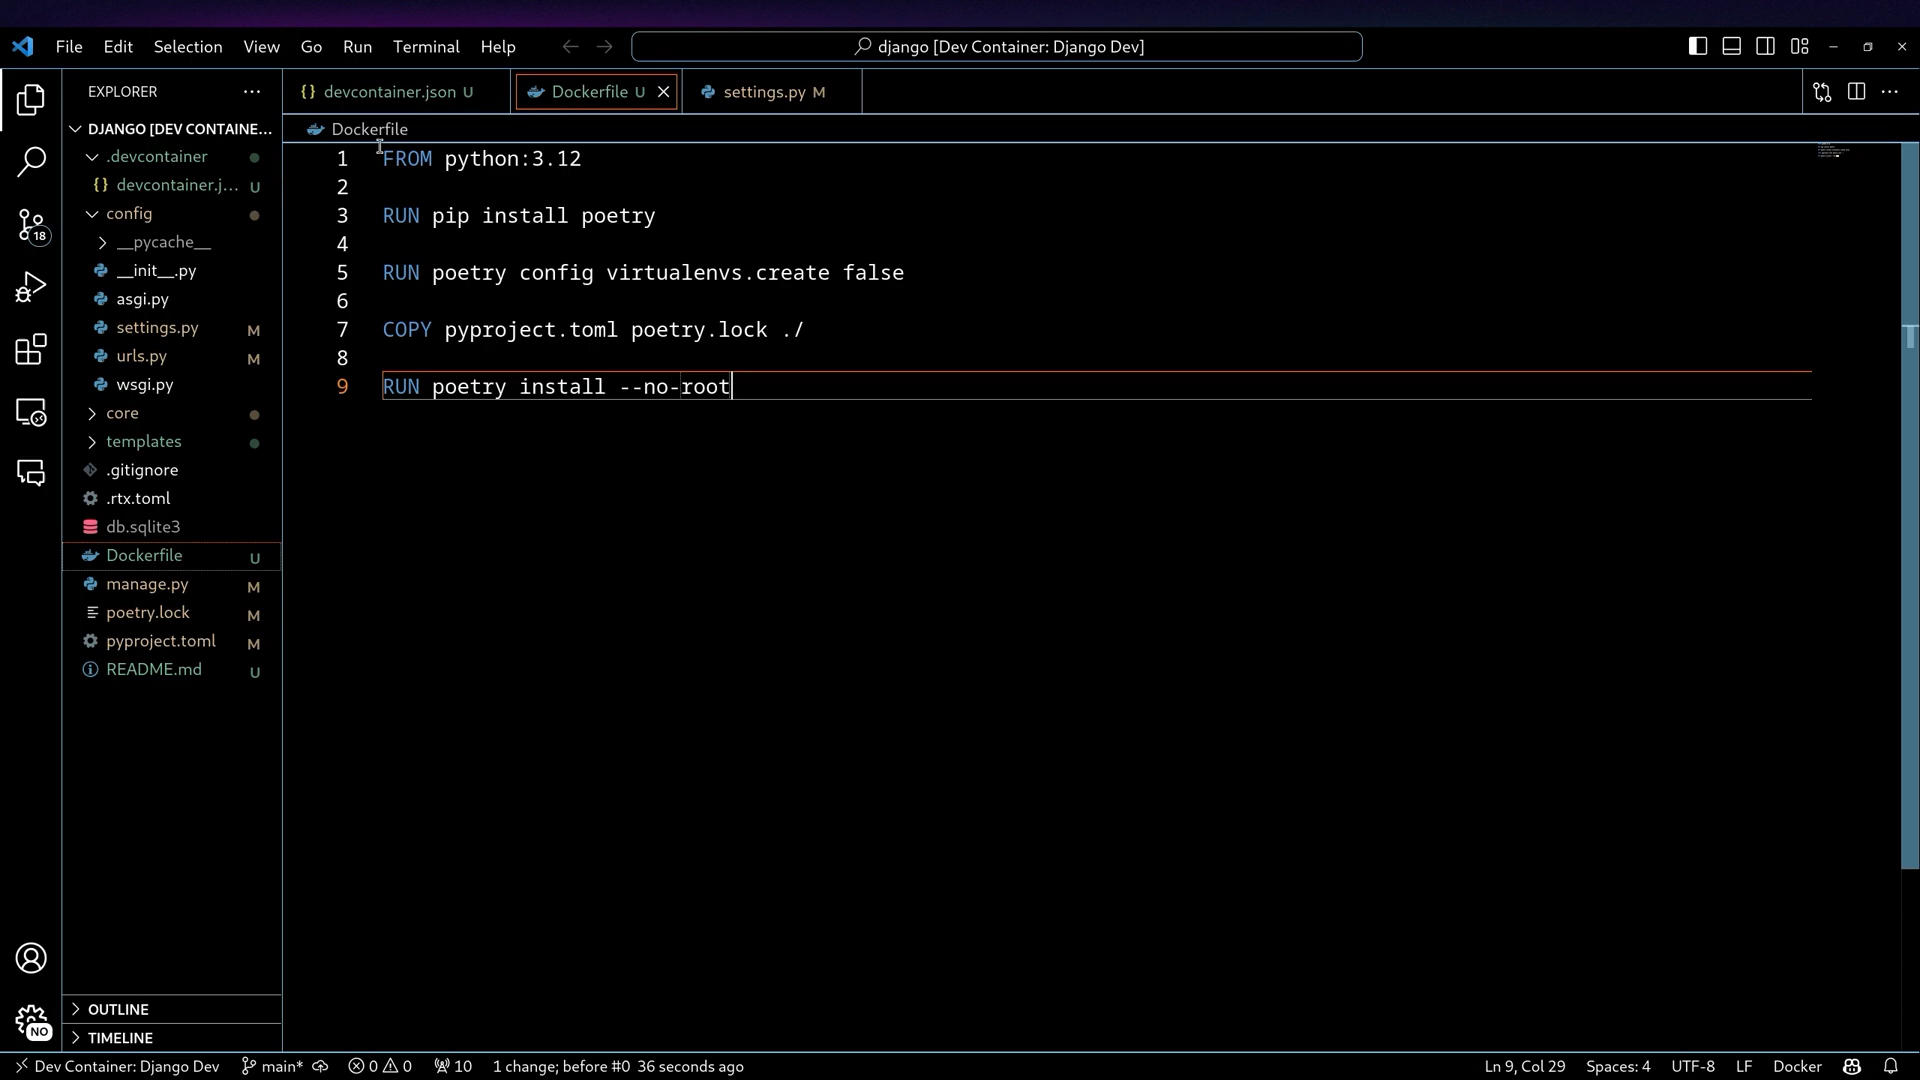 File Edit Selection View Go Run Terminal Help
django [Dev Container: Django Dev]
EXPLORER
devcontainer.json U
Dockerfile U
settings.py M
DJANGO [DEV CONTAINE...
Dockerfile
.devcontainer
devcontainer.j... U
config
__pycache__
__init__.py
asgi.py
settings.py M
urls.py M
wsgi.py
core
templates
.gitignore
.rtx.toml
db.sqlite3
Dockerfile U
manage.py M
poetry.lock M
pyproject.toml M
README.md U
1 FROM python:3.12
2
3 RUN pip install poetry
4
5 RUN poetry config virtualenvs.create false
6
7 COPY pyproject.toml poetry.lock ./
8
9 RUN poetry install --no-root
18
NO
OUTLINE
TIMELINE
Dev Container: Django Dev main* 0 0 10 1 change; before #0 36 seconds ago Ln 9, Col 29 Spaces: 4 UTF-8 LF Docker